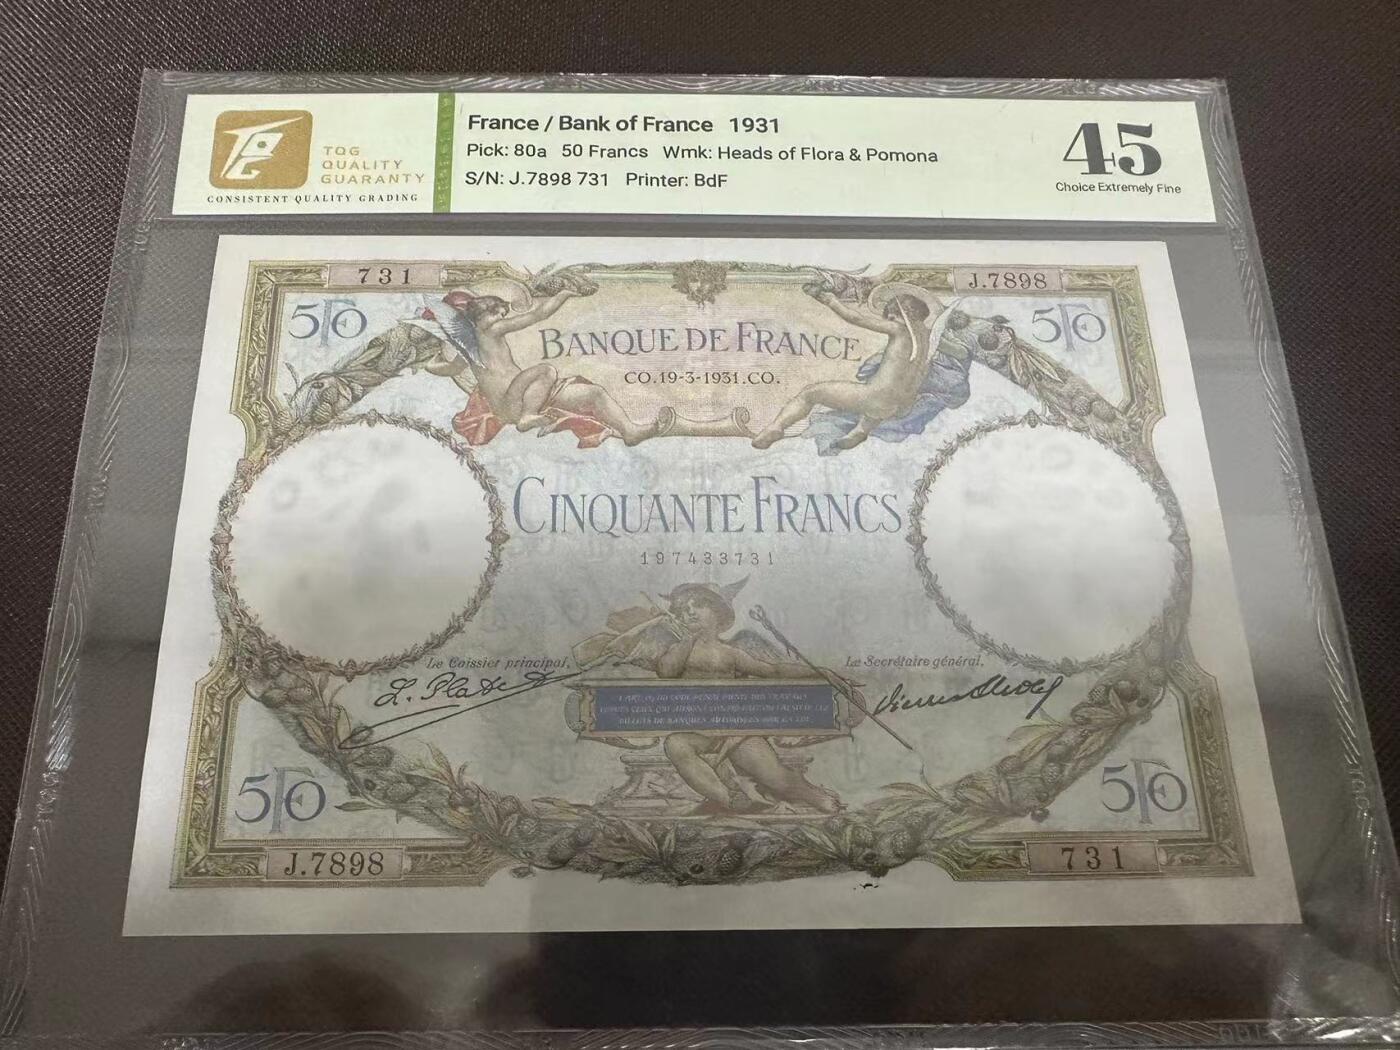 TQG
QUALITY
GUARANTY
CONSISTENT QUALITY GRADING
France / Bank of France 1931
Pick: 80a 50 Francs Wmk: Heads of Flora & Pomona
S/N: J.7898 731 Printer: BdF
45
Choice Extremely Fine
731
J.7898
50 F
50 F
BANQUE DE FRANCE
CO.19-3-1931.CO.
CINQUANTE FRANCS
197433731
Le Caissier principal,
Le Secrétaire général,
L. Platet
50 F
50 F
J.7898
731